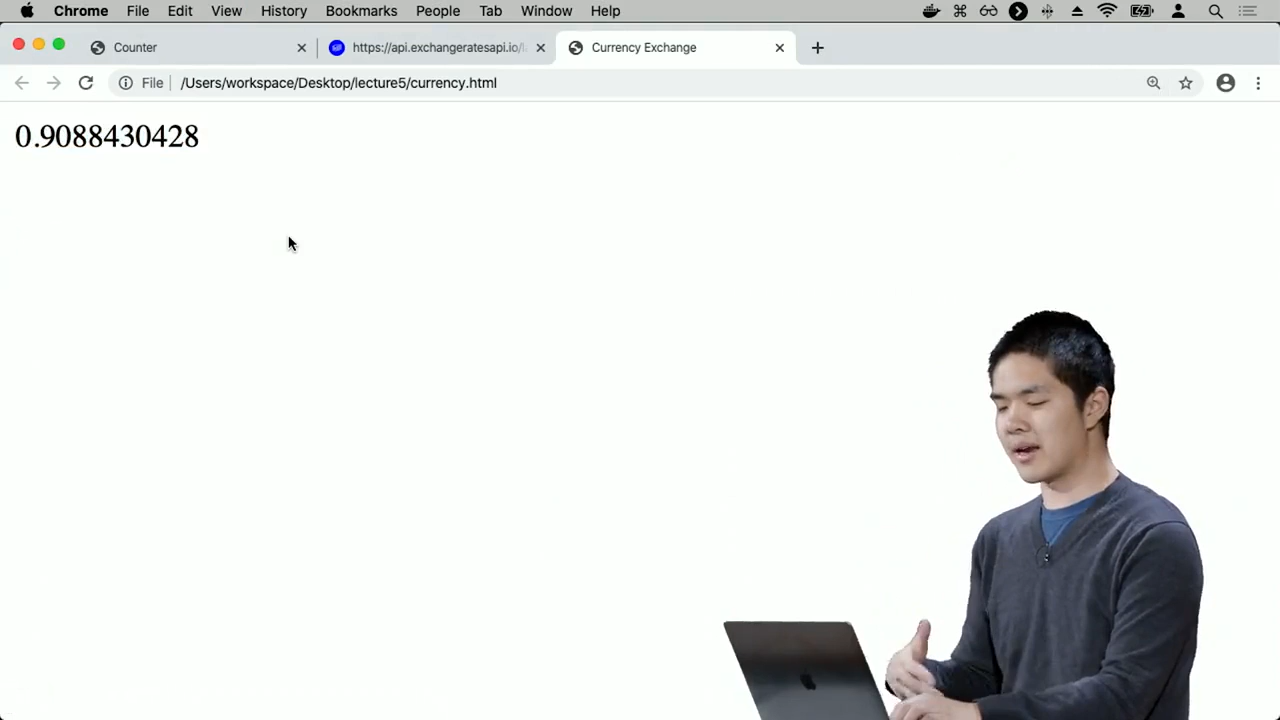 Chrome File Edit View History Bookmarks People Tab Window Help
Counter https://api.exchangeratesapi.io/l Currency Exchange
File /Users/workspace/Desktop/lecture5/currency.html
0.9088430428